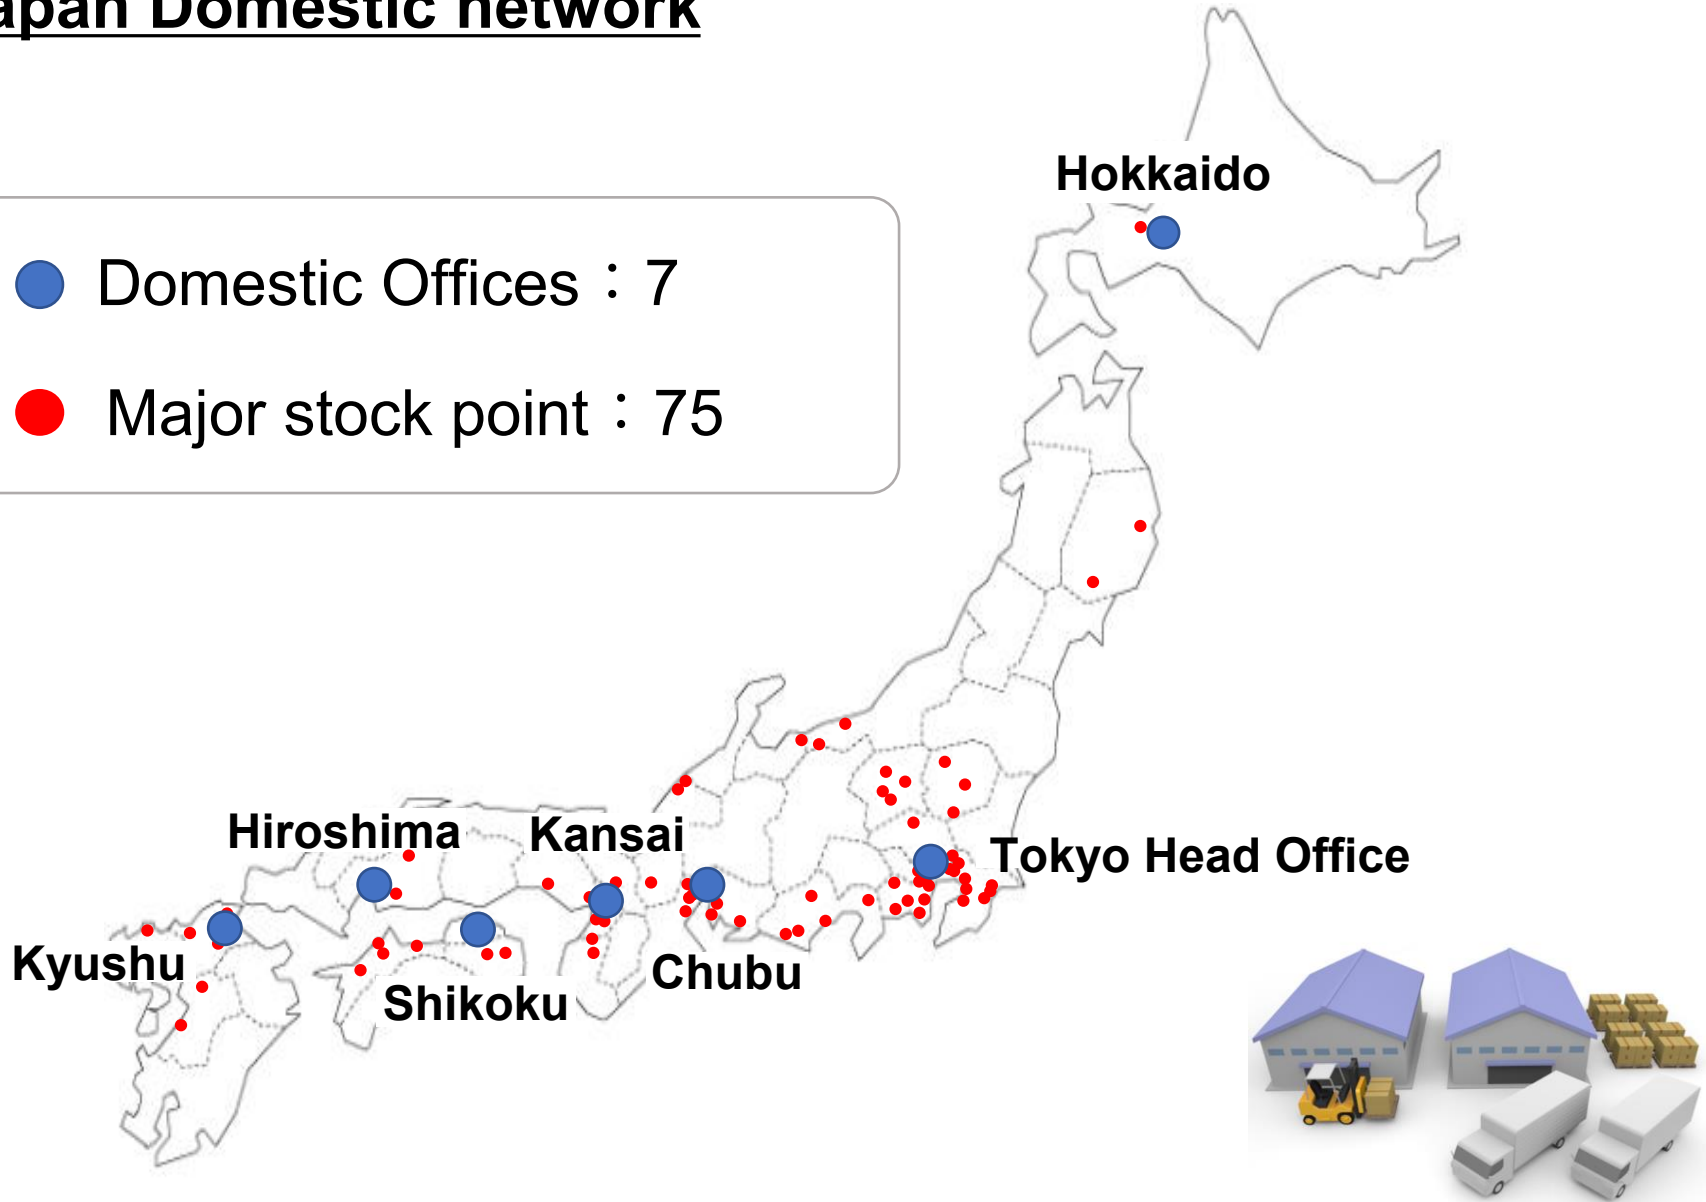 apan Domestic network
Hokkaido
Domestic Offices：7
Major stock point：75
Hiroshima
Kansai
Tokyo Head Office
Kyushu
Chubu
Shikoku